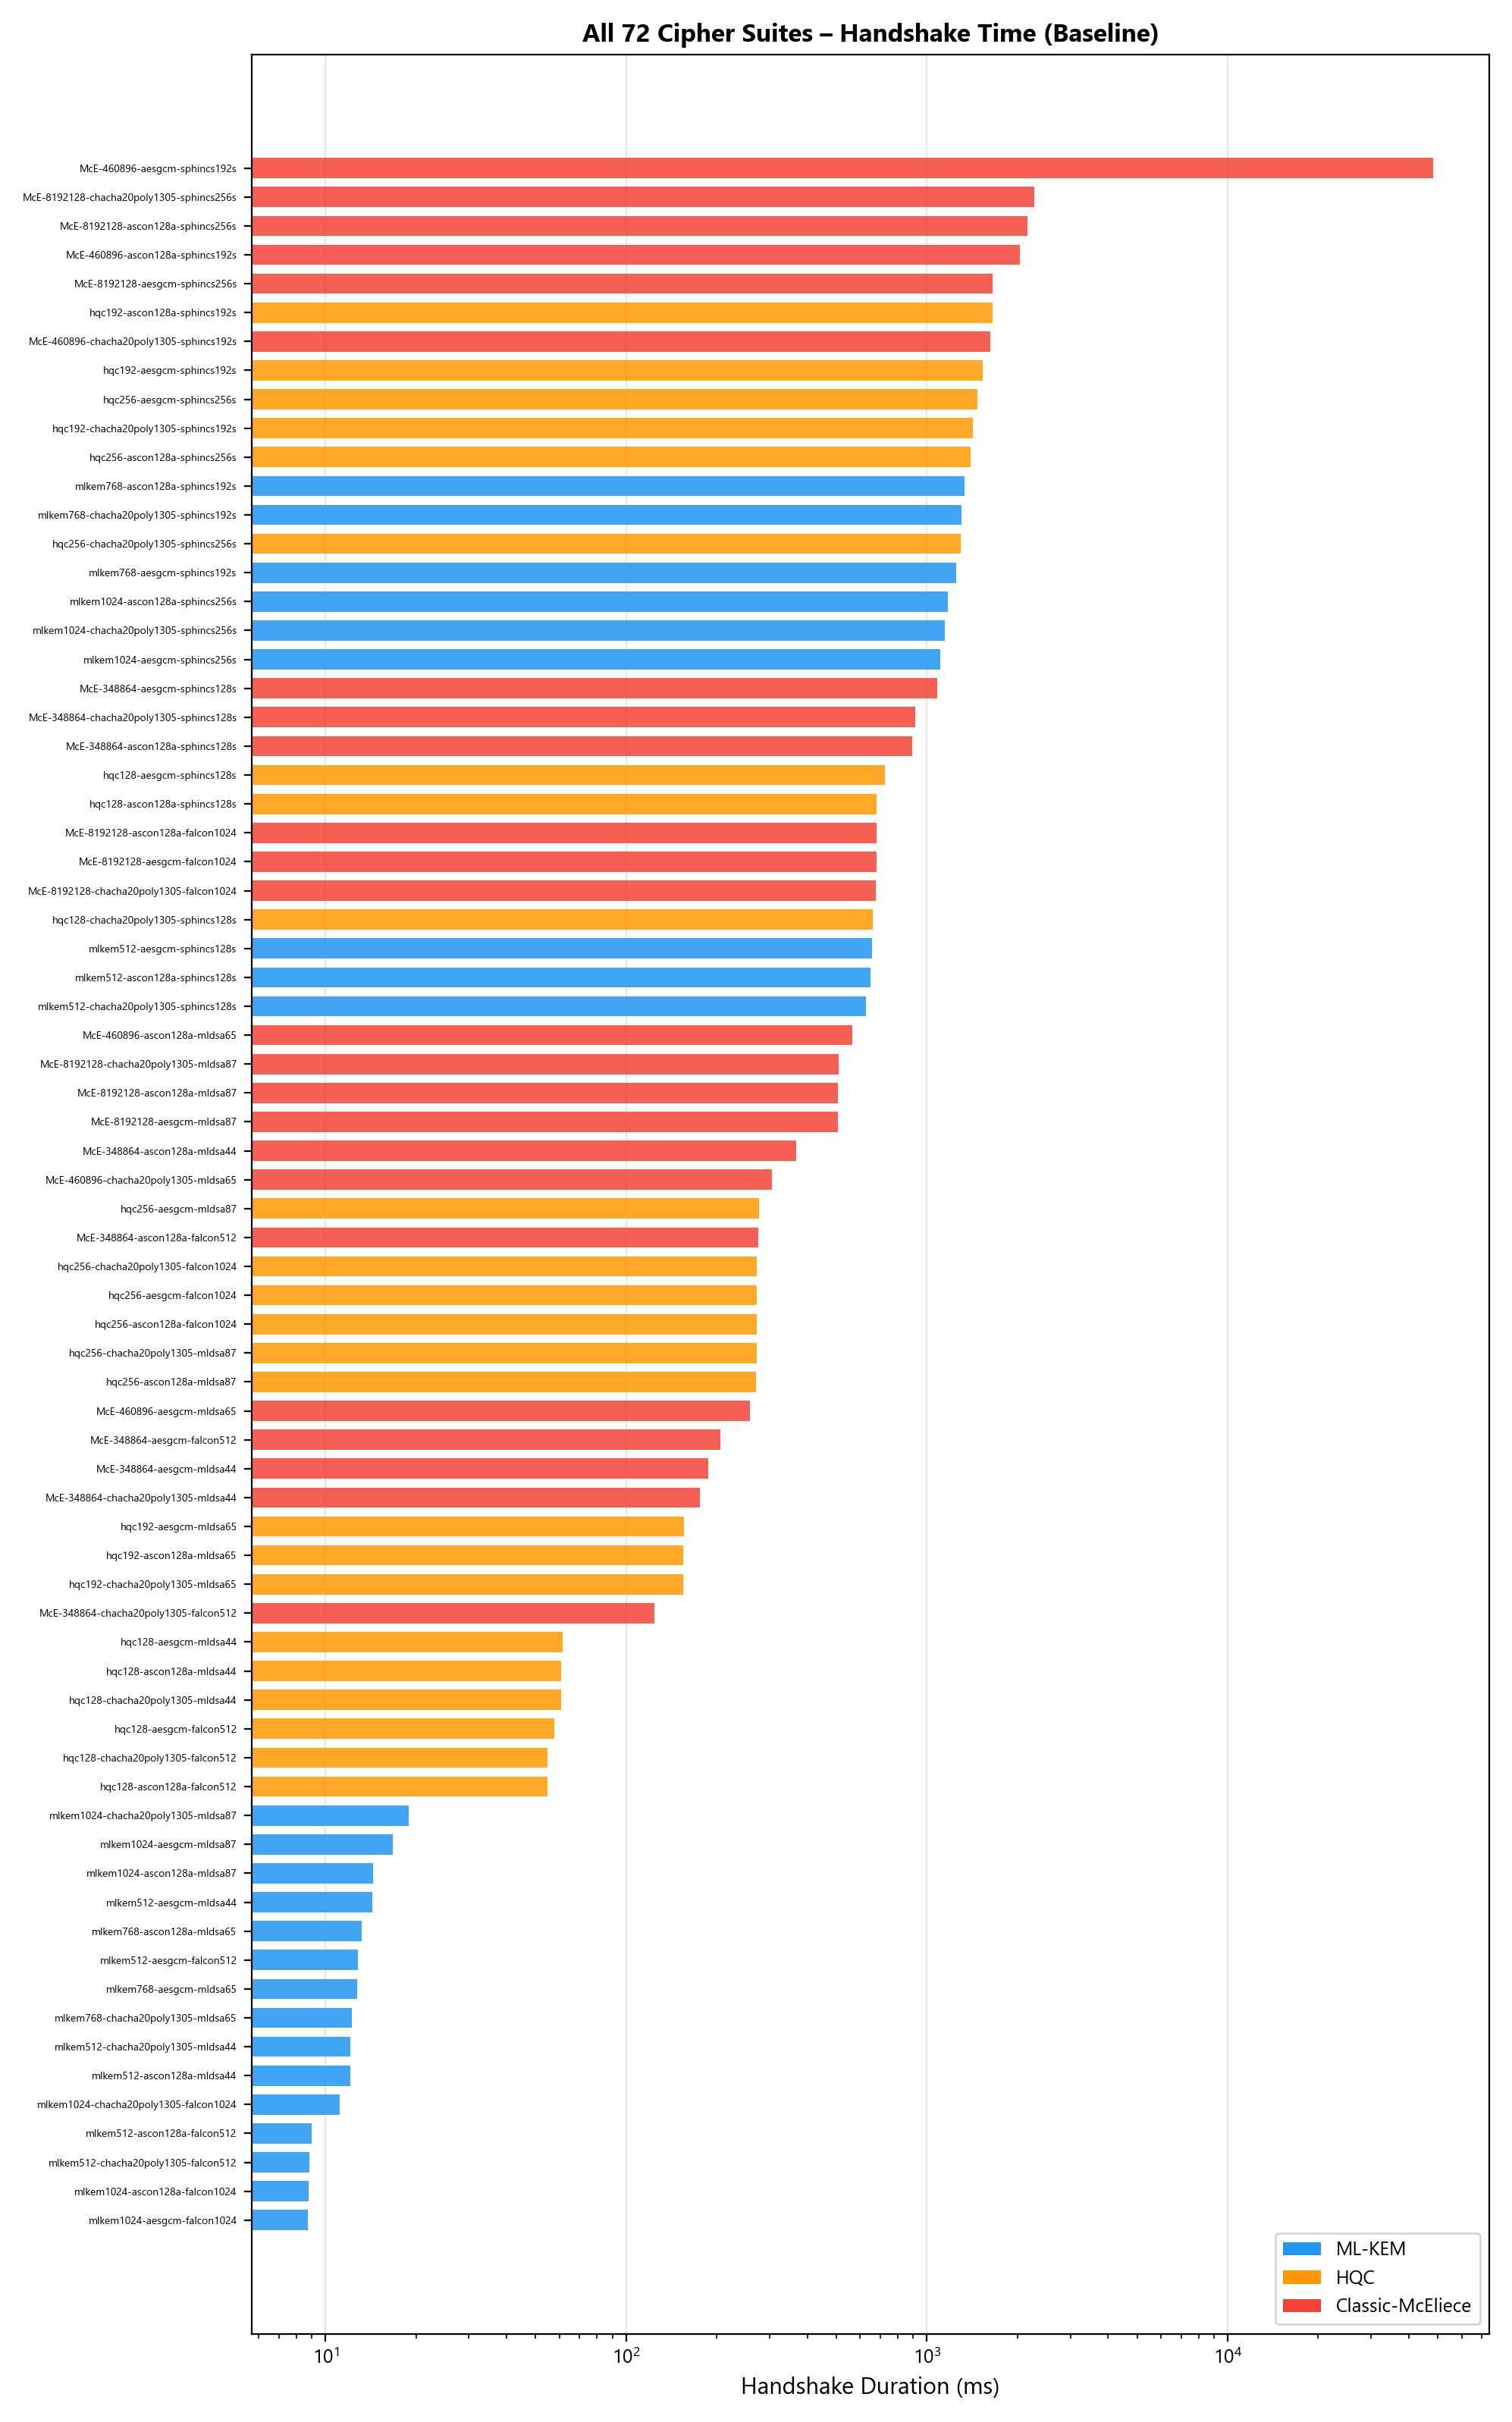 All 72 Cipher Suites – Handshake Time (Baseline)
McE-460896-aesgcm-sphincs192s
McE-8192128-chacha20poly1305-sphincs256s
McE-8192128-ascon128a-sphincs256s
McE-460896-ascon128a-sphincs192s
McE-8192128-aesgcm-sphincs256s
hqc192-ascon128a-sphincs192s
McE-460896-chacha20poly1305-sphincs192s
hqc192-aesgcm-sphincs192s
hqc256-aesgcm-sphincs256s
hqc192-chacha20poly1305-sphincs192s
hqc256-ascon128a-sphincs256s
mlkem768-ascon128a-sphincs192s
mlkem768-chacha20poly1305-sphincs192s
hqc256-chacha20poly1305-sphincs256s
mlkem768-aesgcm-sphincs192s
mlkem1024-ascon128a-sphincs256s
mlkem1024-chacha20poly1305-sphincs256s
mlkem1024-aesgcm-sphincs256s
McE-348864-aesgcm-sphincs128s
McE-348864-chacha20poly1305-sphincs128s
McE-348864-ascon128a-sphincs128s
hqc128-aesgcm-sphincs128s
hqc128-ascon128a-sphincs128s
McE-8192128-ascon128a-falcon1024
McE-8192128-aesgcm-falcon1024
McE-8192128-chacha20poly1305-falcon1024
hqc128-chacha20poly1305-sphincs128s
mlkem512-aesgcm-sphincs128s
mlkem512-ascon128a-sphincs128s
mlkem512-chacha20poly1305-sphincs128s
McE-460896-ascon128a-mldsa65
McE-8192128-chacha20poly1305-mldsa87
McE-8192128-ascon128a-mldsa87
McE-8192128-aesgcm-mldsa87
McE-348864-ascon128a-mldsa44
McE-460896-chacha20poly1305-mldsa65
hqc256-aesgcm-mldsa87
McE-348864-ascon128a-falcon512
hqc256-chacha20poly1305-falcon1024
hqc256-aesgcm-falcon1024
hqc256-ascon128a-falcon1024
hqc256-chacha20poly1305-mldsa87
hqc256-ascon128a-mldsa87
McE-460896-aesgcm-mldsa65
McE-348864-aesgcm-falcon512
McE-348864-aesgcm-mldsa44
McE-348864-chacha20poly1305-mldsa44
hqc192-aesgcm-mldsa65
hqc192-ascon128a-mldsa65
hqc192-chacha20poly1305-mldsa65
McE-348864-chacha20poly1305-falcon512
hqc128-aesgcm-mldsa44
hqc128-ascon128a-mldsa44
hqc128-chacha20poly1305-mldsa44
hqc128-aesgcm-falcon512
hqc128-chacha20poly1305-falcon512
hqc128-ascon128a-falcon512
mlkem1024-chacha20poly1305-mldsa87
mlkem1024-aesgcm-mldsa87
mlkem1024-ascon128a-mldsa87
mlkem512-aesgcm-mldsa44
mlkem768-ascon128a-mldsa65
mlkem512-aesgcm-falcon512
mlkem768-aesgcm-mldsa65
mlkem768-chacha20poly1305-mldsa65
mlkem512-chacha20poly1305-mldsa44
mlkem512-ascon128a-mldsa44
mlkem1024-chacha20poly1305-falcon1024
mlkem512-ascon128a-falcon512
mlkem512-chacha20poly1305-falcon512
mlkem1024-ascon128a-falcon1024
mlkem1024-aesgcm-falcon1024
ML-KEM
HQC
Classic-McEliece
10¹ 10² 10³ 10⁴
Handshake Duration (ms)